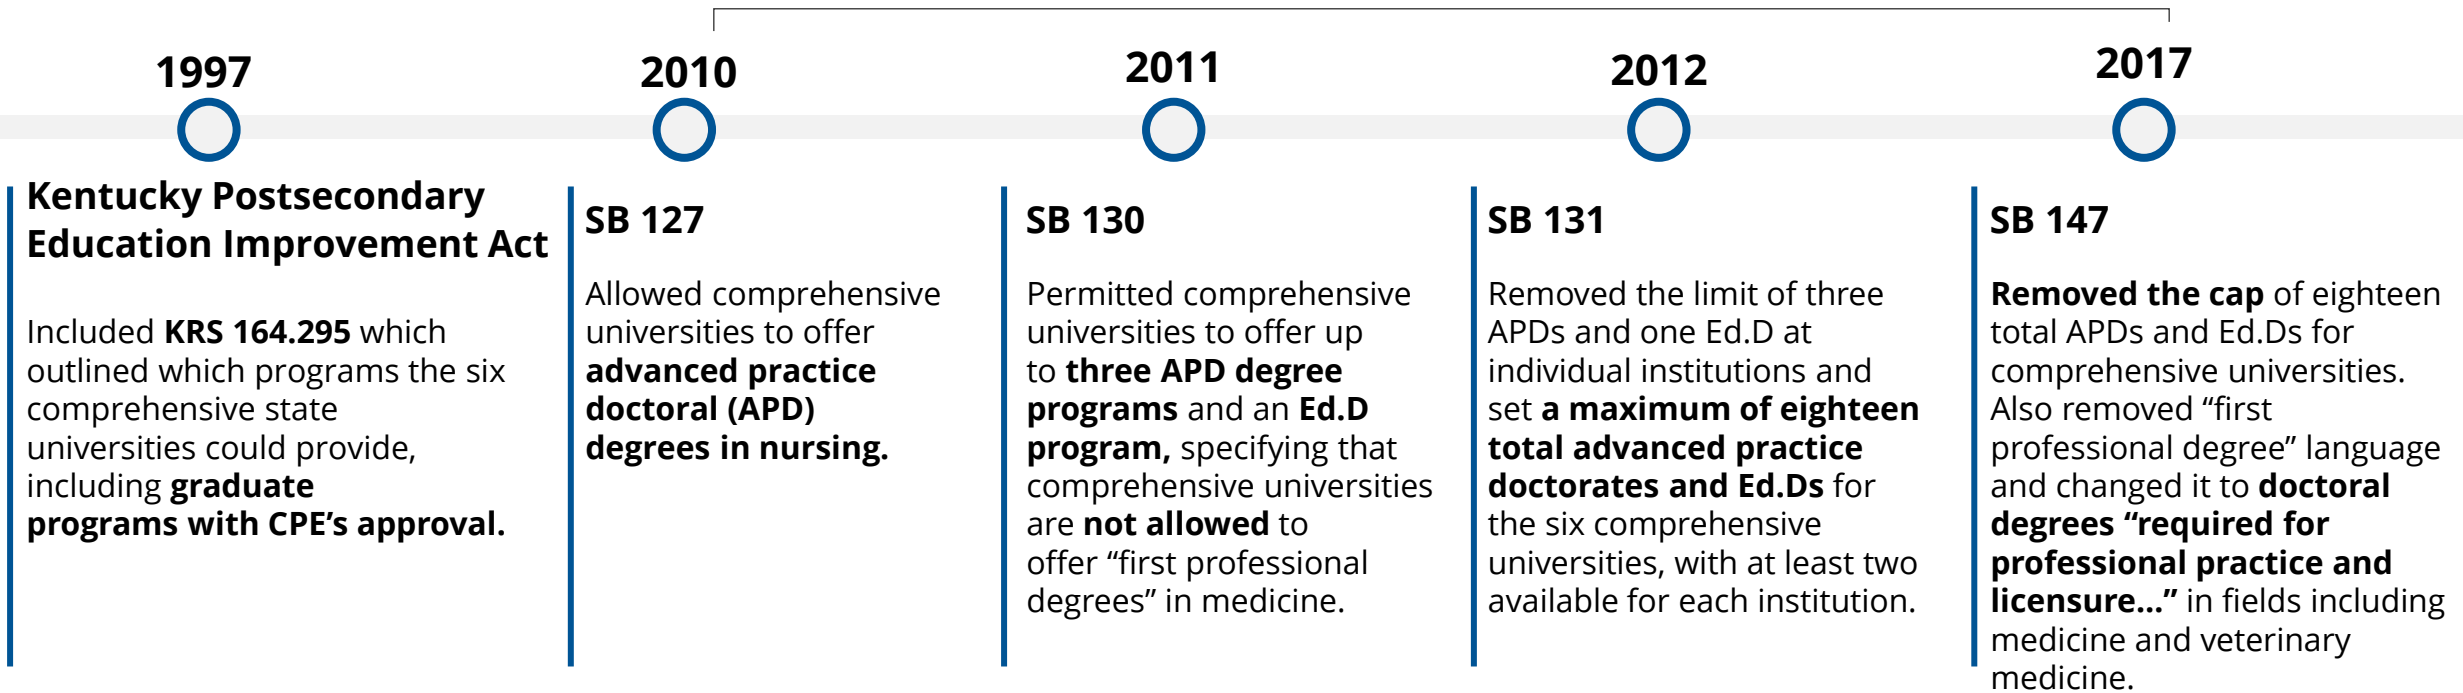 1997
Kentucky Postsecondary
Education Improvement Act
Included KRS 164.295 which
outlined which programs the six
comprehensive state
universities could provide,
including graduate
programs with CPE’s approval.
2010
SB 127
Allowed comprehensive
universities to offer
advanced practice
doctoral (APD)
degrees in nursing.
2011
SB 130
Permitted comprehensive
universities to offer up
to three APD degree
programs and an Ed.D
program, specifying that
comprehensive universities
are not allowed to
offer “first professional
degrees” in medicine.
2012
SB 131
Removed the limit of three
APDs and one Ed.D at
individual institutions and
set a maximum of eighteen
total advanced practice
doctorates and Ed.Ds for
the six comprehensive
universities, with at least two
available for each institution.
2017
SB 147
Removed the cap of eighteen
total APDs and Ed.Ds for
comprehensive universities.
Also removed “first
professional degree” language
and changed it to doctoral
degrees “required for
professional practice and
licensure...” in fields including
medicine and veterinary
medicine.